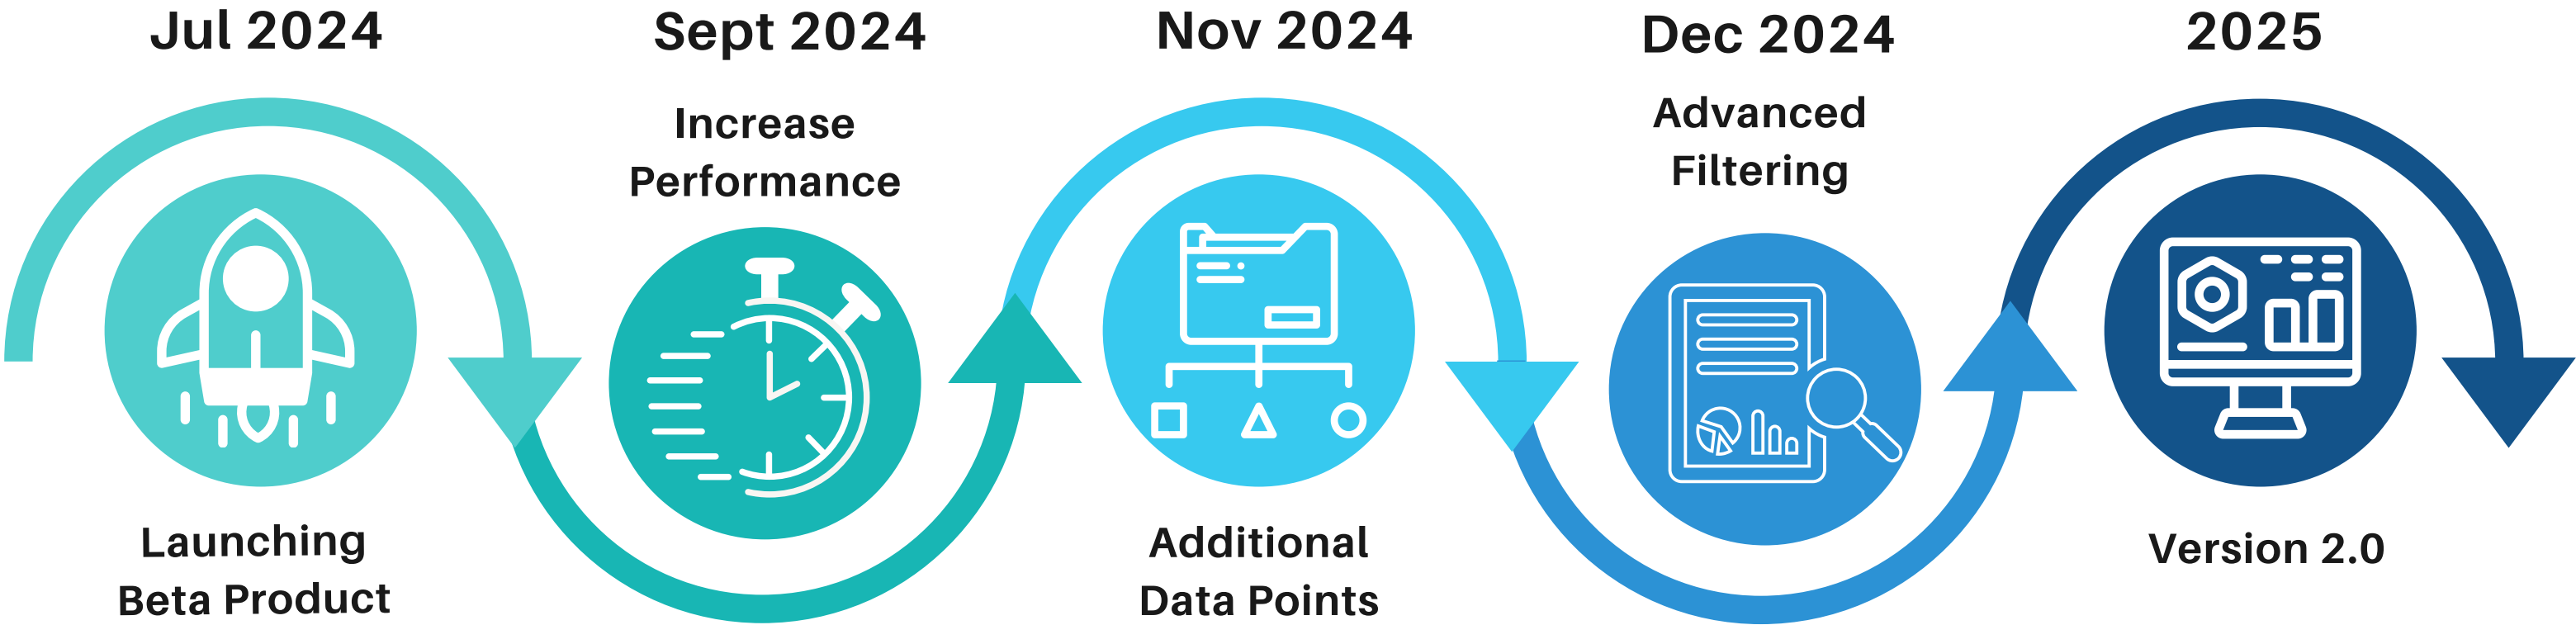 Jul 2024
Launching
Beta Product
Sept 2024
Increase
Performance
Nov 2024
Additional
Data Points
Dec 2024
Advanced
Filtering
2025
Version 2.0